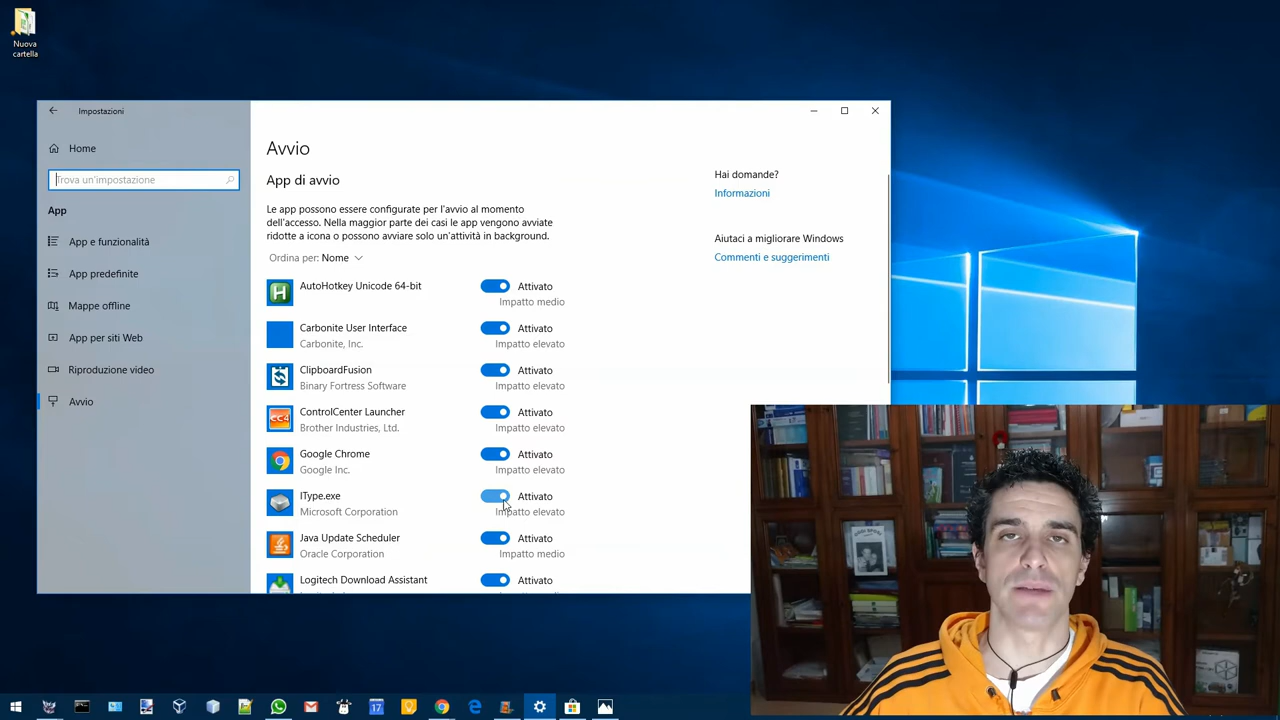 Nuova
cartella
Impostazioni
Home
Trova un'impostazione
App
App e funzionalità
App predefinite
Mappe offline
App per siti Web
Riproduzione video
Avvio
Avvio
App di avvio
Le app possono essere configurate per l'avvio al momento
dell'accesso. Nella maggior parte dei casi le app vengono avviate
ridotte a icona o possono avviare solo un'attività in background.
Ordina per: Nome
AutoHotkey Unicode 64-bit
Attivato
Impatto medio
Carbonite User Interface
Attivato
Carbonite, Inc.
Impatto elevato
ClipboardFusion
Attivato
Binary Fortress Software
Impatto elevato
ControlCenter Launcher
Attivato
Brother Industries, Ltd.
Impatto elevato
Google Chrome
Attivato
Google Inc.
Impatto elevato
IType.exe
Attivato
Microsoft Corporation
Impatto elevato
Java Update Scheduler
Attivato
Oracle Corporation
Impatto medio
Logitech Download Assistant
Attivato
Hai domande?
Informazioni
Aiutaci a migliorare Windows
Commenti e suggerimenti
CC4
17